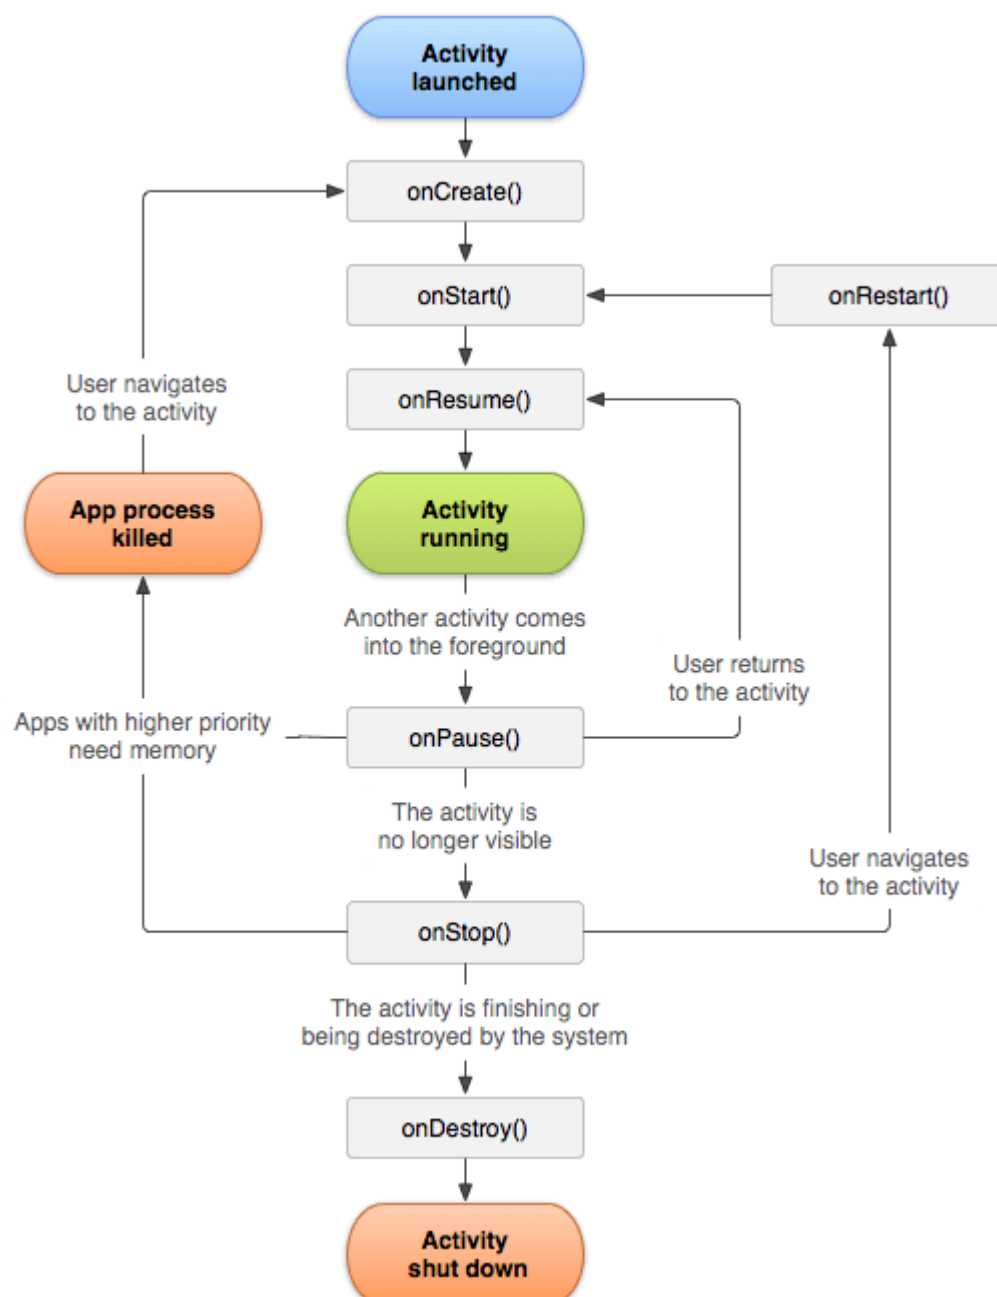 Activity
launched
onCreate()
onStart()
onRestart()
User navigates
to the activity
onResume()
App process
killed
Activity
running
Another activity comes
into the foreground
User returns
to the activity
Apps with higher priority
need memory
onPause()
The activity is
no longer visible
User navigates
to the activity
onStop()
The activity is finishing or
being destroyed by the system
onDestroy()
Activity
shut down